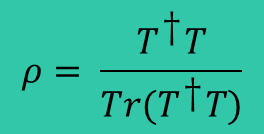 ρ = T†T / Tr(T†T)